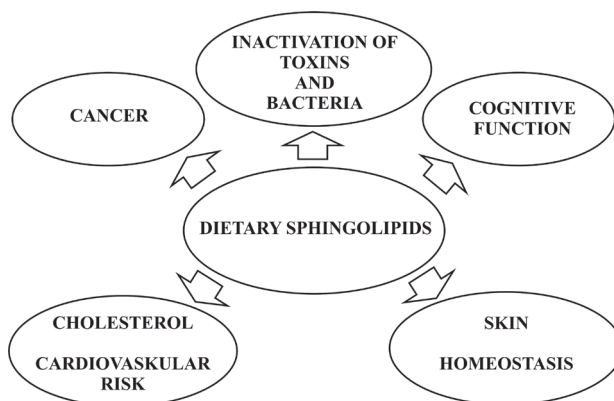 INACTIVATION OF
TOXINS
AND
BACTERIA
CANCER
COGNITIVE
FUNCTION
DIETARY SPHINGOLIPIDS
CHOLESTEROL
CARDIOVASKULAR
RISK
SKIN
HOMEOSTASIS